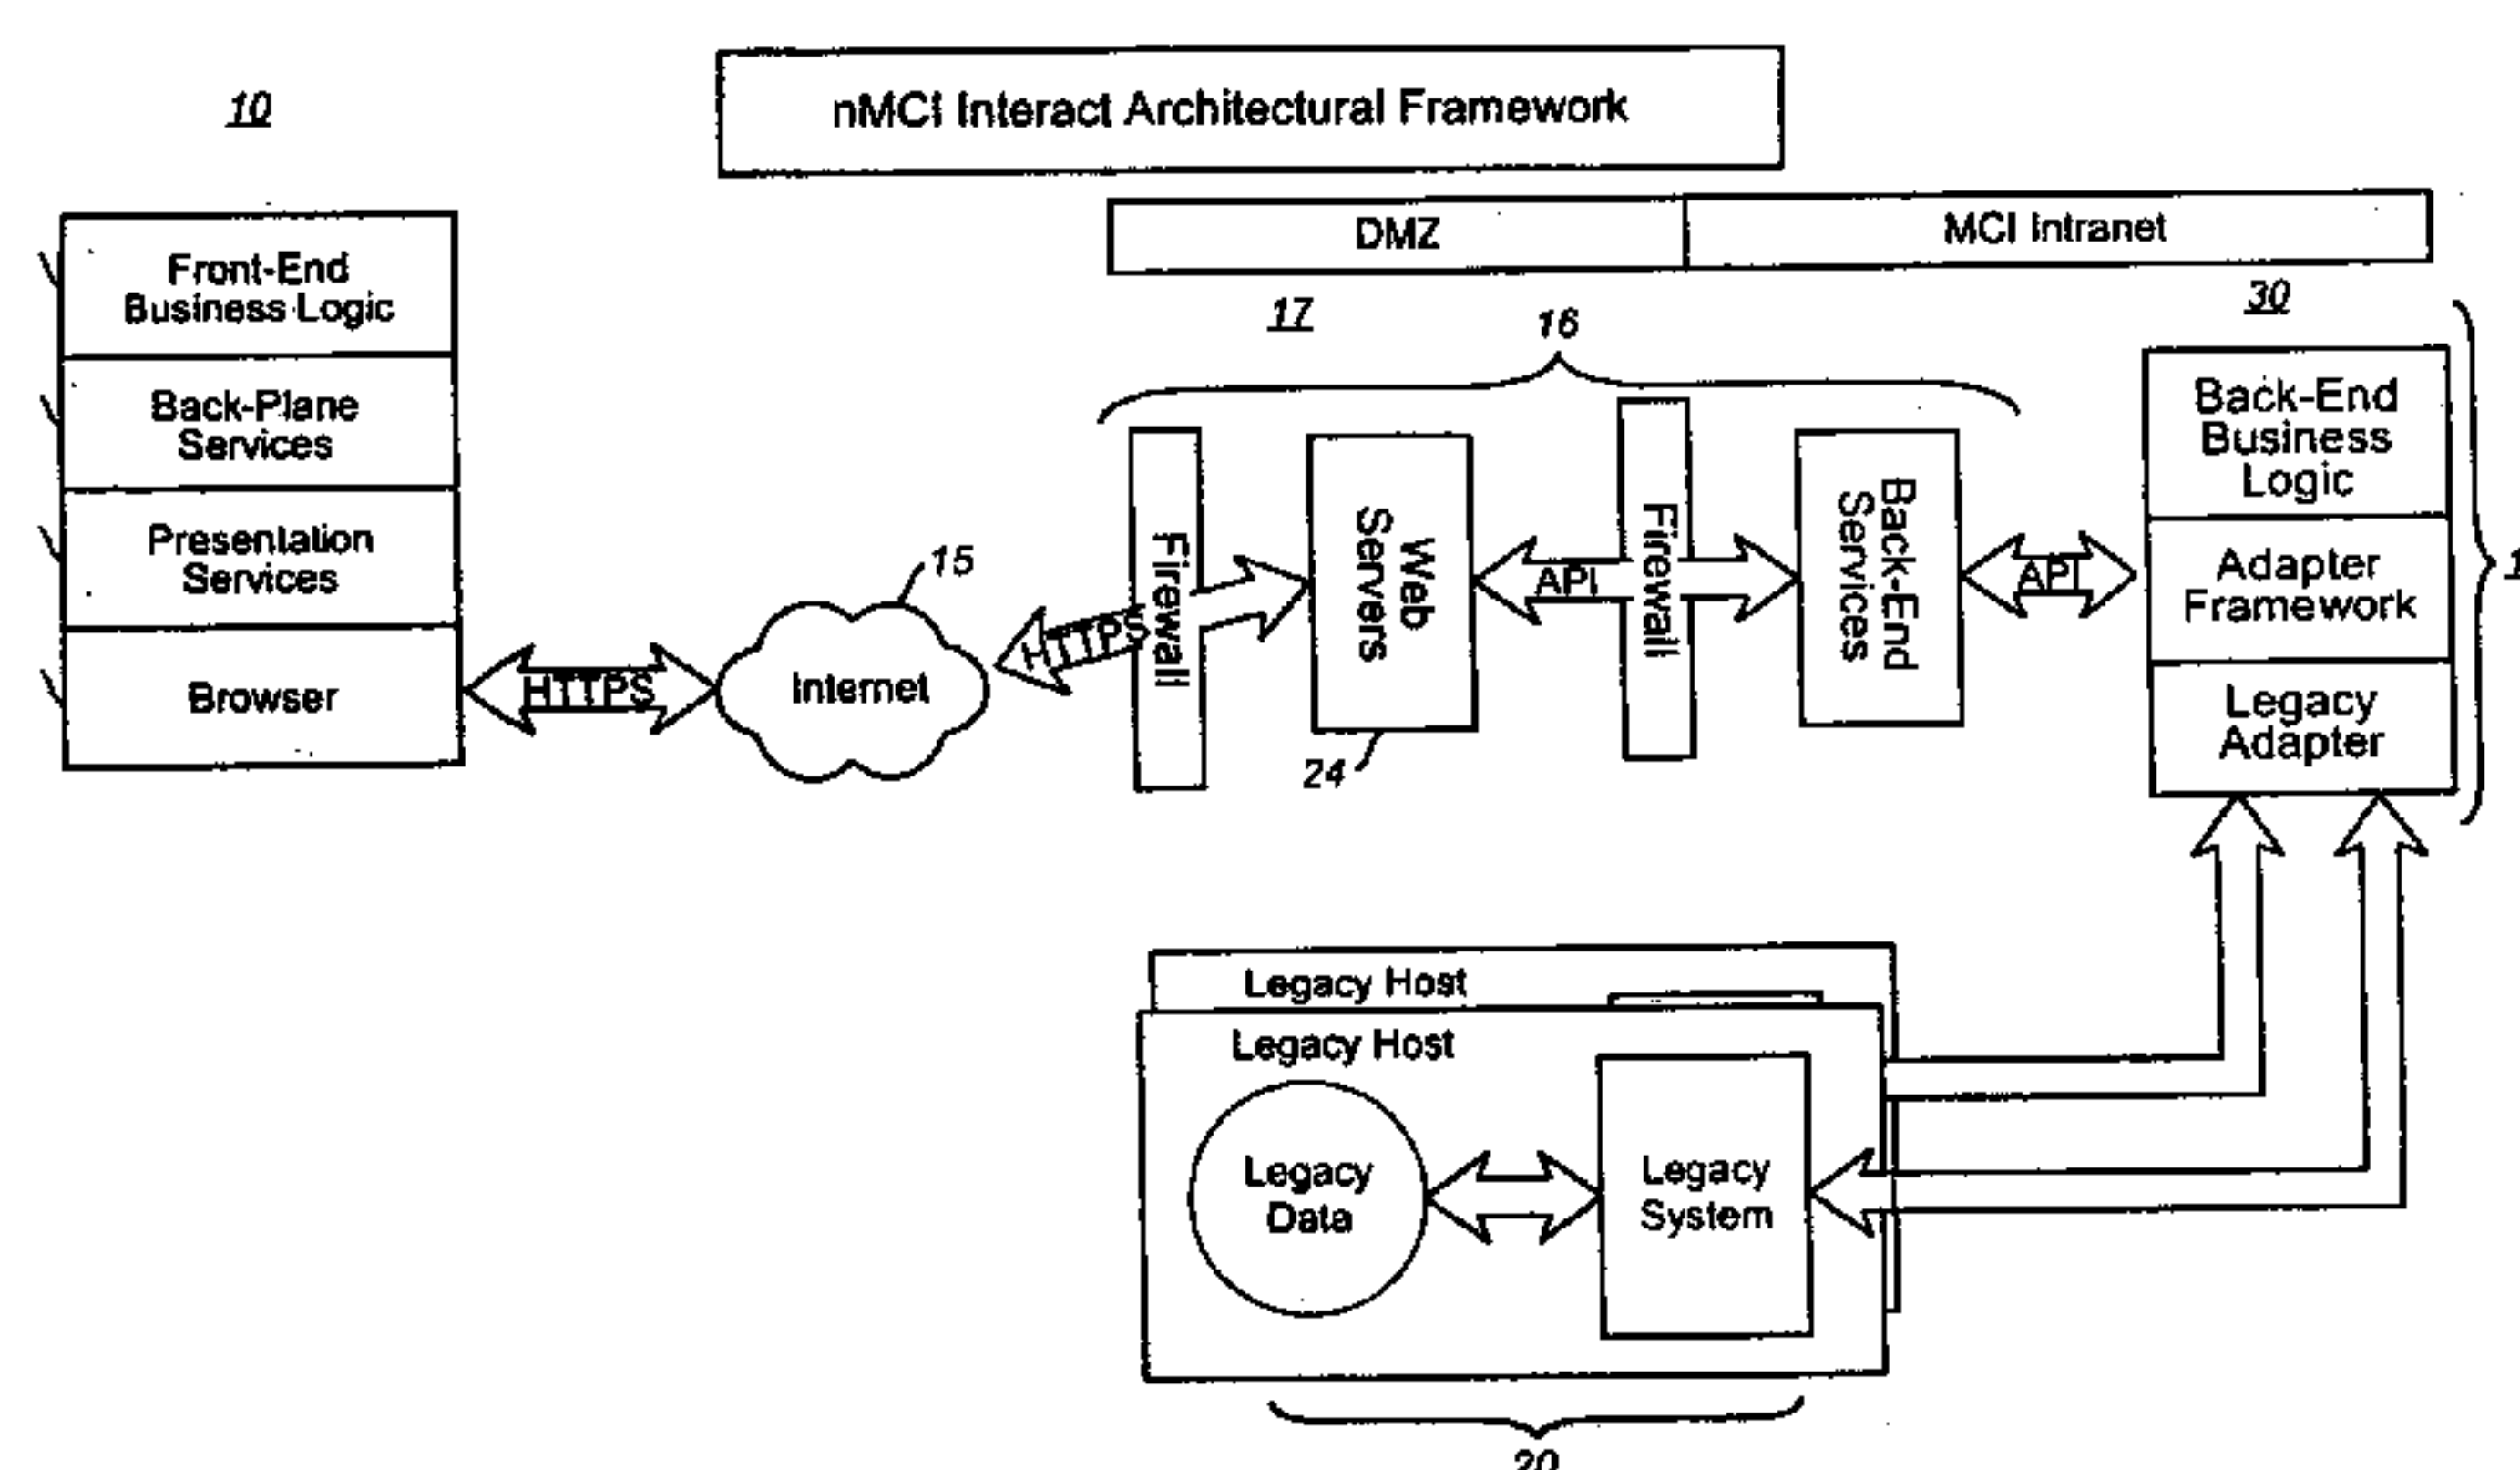 10
nMCI Interact Architectural Framework
DMZ
MCI Intranet
17
16
30
Front-End
Business Logic
Back-Plane
Services
Presentation
Services
Browser
HTTPS
15
Internet
HTTPS
Firewall
Web
Servers
24
API
Firewall
Back-End
Services
API
Back-End
Business
Logic
Adapter
Framework
Legacy
Adapter
Legacy Host
Legacy Host
Legacy
Data
Legacy
System
20